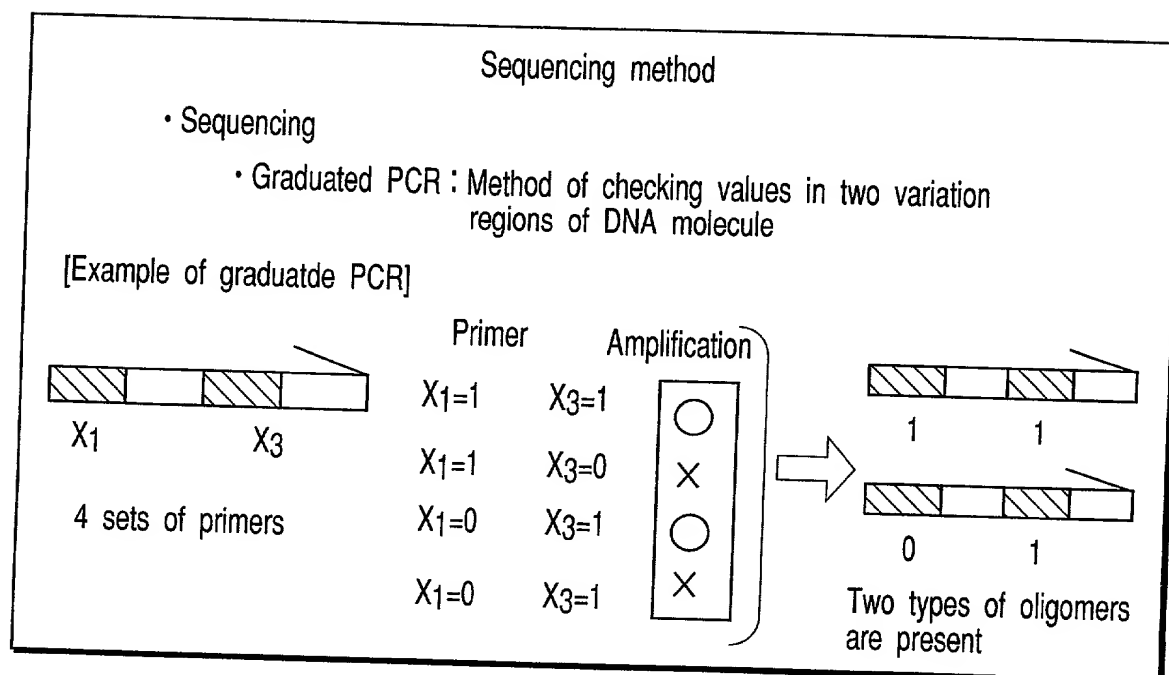 Sequencing method
・Sequencing
・Graduated PCR : Method of checking values in two variation
regions of DNA molecule
[Example of graduatde PCR]
Primer Amplification
X1=1 X3=1 ○
X1=1 X3=0 ×
X1=0 X3=1 ○
X1=0 X3=1 ×
X1 X3
4 sets of primers
1 1
0 1
Two types of oligomers
are present